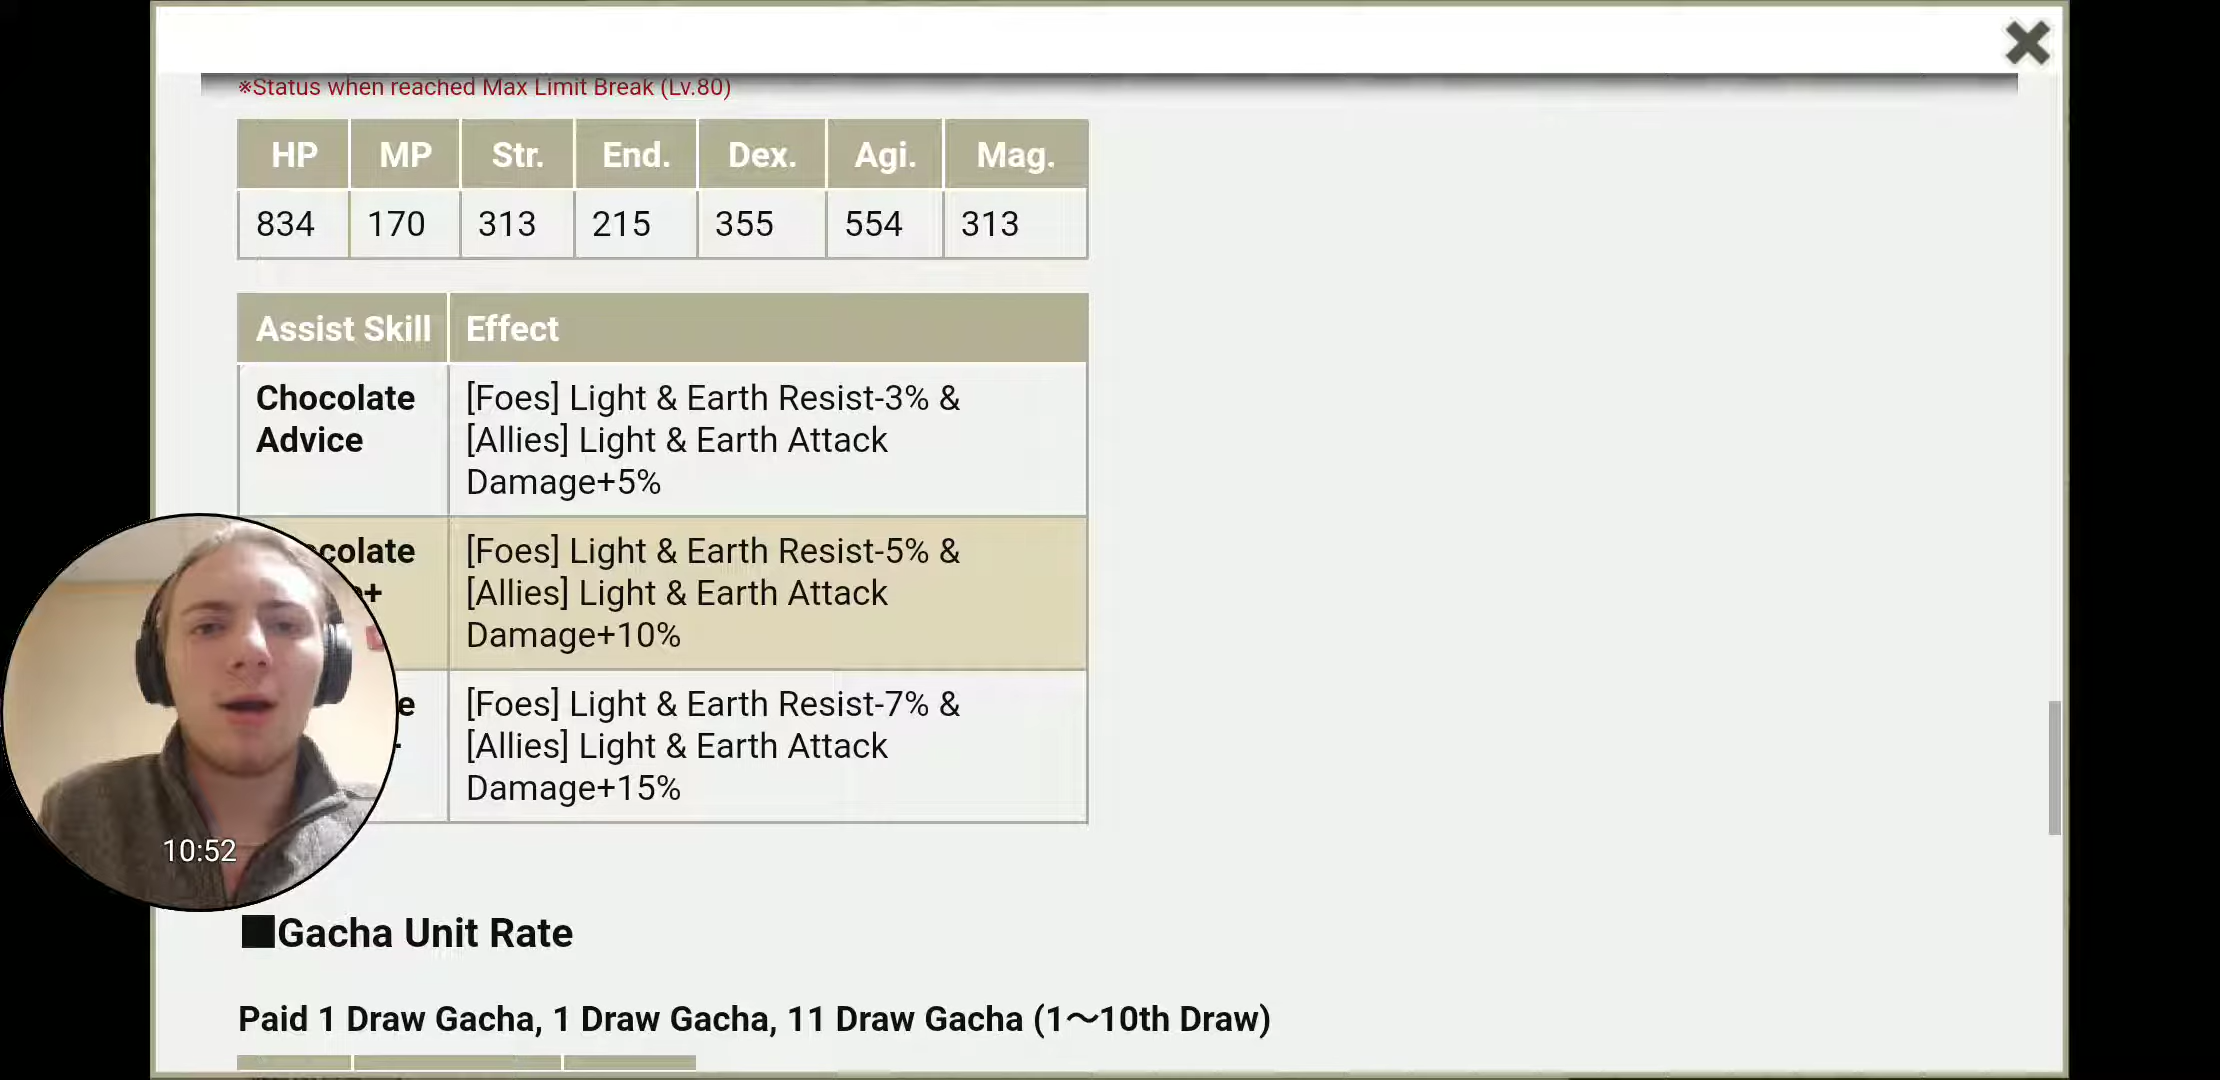 ※Status when reached Max Limit Break (Lv.80)
HP MP Str. End. Dex. Agi. Mag.
834 170 313 215 355 554 313
Assist Skill Effect
Chocolate Advice [Foes] Light & Earth Resist-3% &
[Allies] Light & Earth Attack
Damage+5%
colate + [Foes] Light & Earth Resist-5% &
[Allies] Light & Earth Attack
Damage+10%
e [Foes] Light & Earth Resist-7% &
[Allies] Light & Earth Attack
Damage+15%
10:52
■Gacha Unit Rate
Paid 1 Draw Gacha, 1 Draw Gacha, 11 Draw Gacha (1～10th Draw)